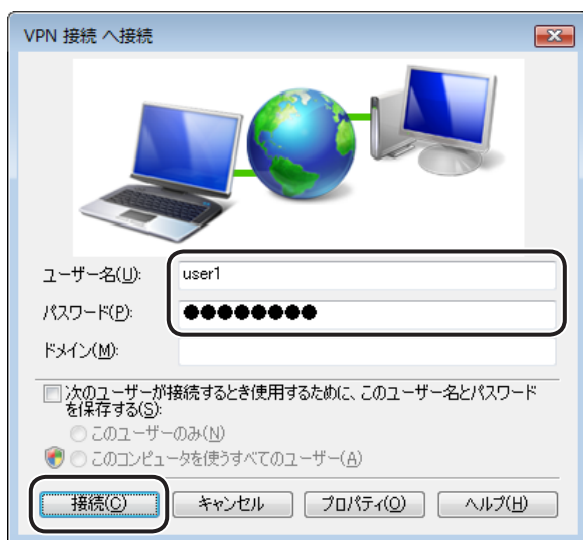 VPN 接続 へ接続
ユーザー名(U):
user1
パスワード(P):
●●●●●●●●
ドメイン(M):
次のユーザーが接続するとき使用するために、このユーザー名とパスワード
を保存する(S):
このユーザーのみ(N)
このコンピュータを使うすべてのユーザー(A)
接続(C) キャンセル プロパティ(O) ヘルプ(H)